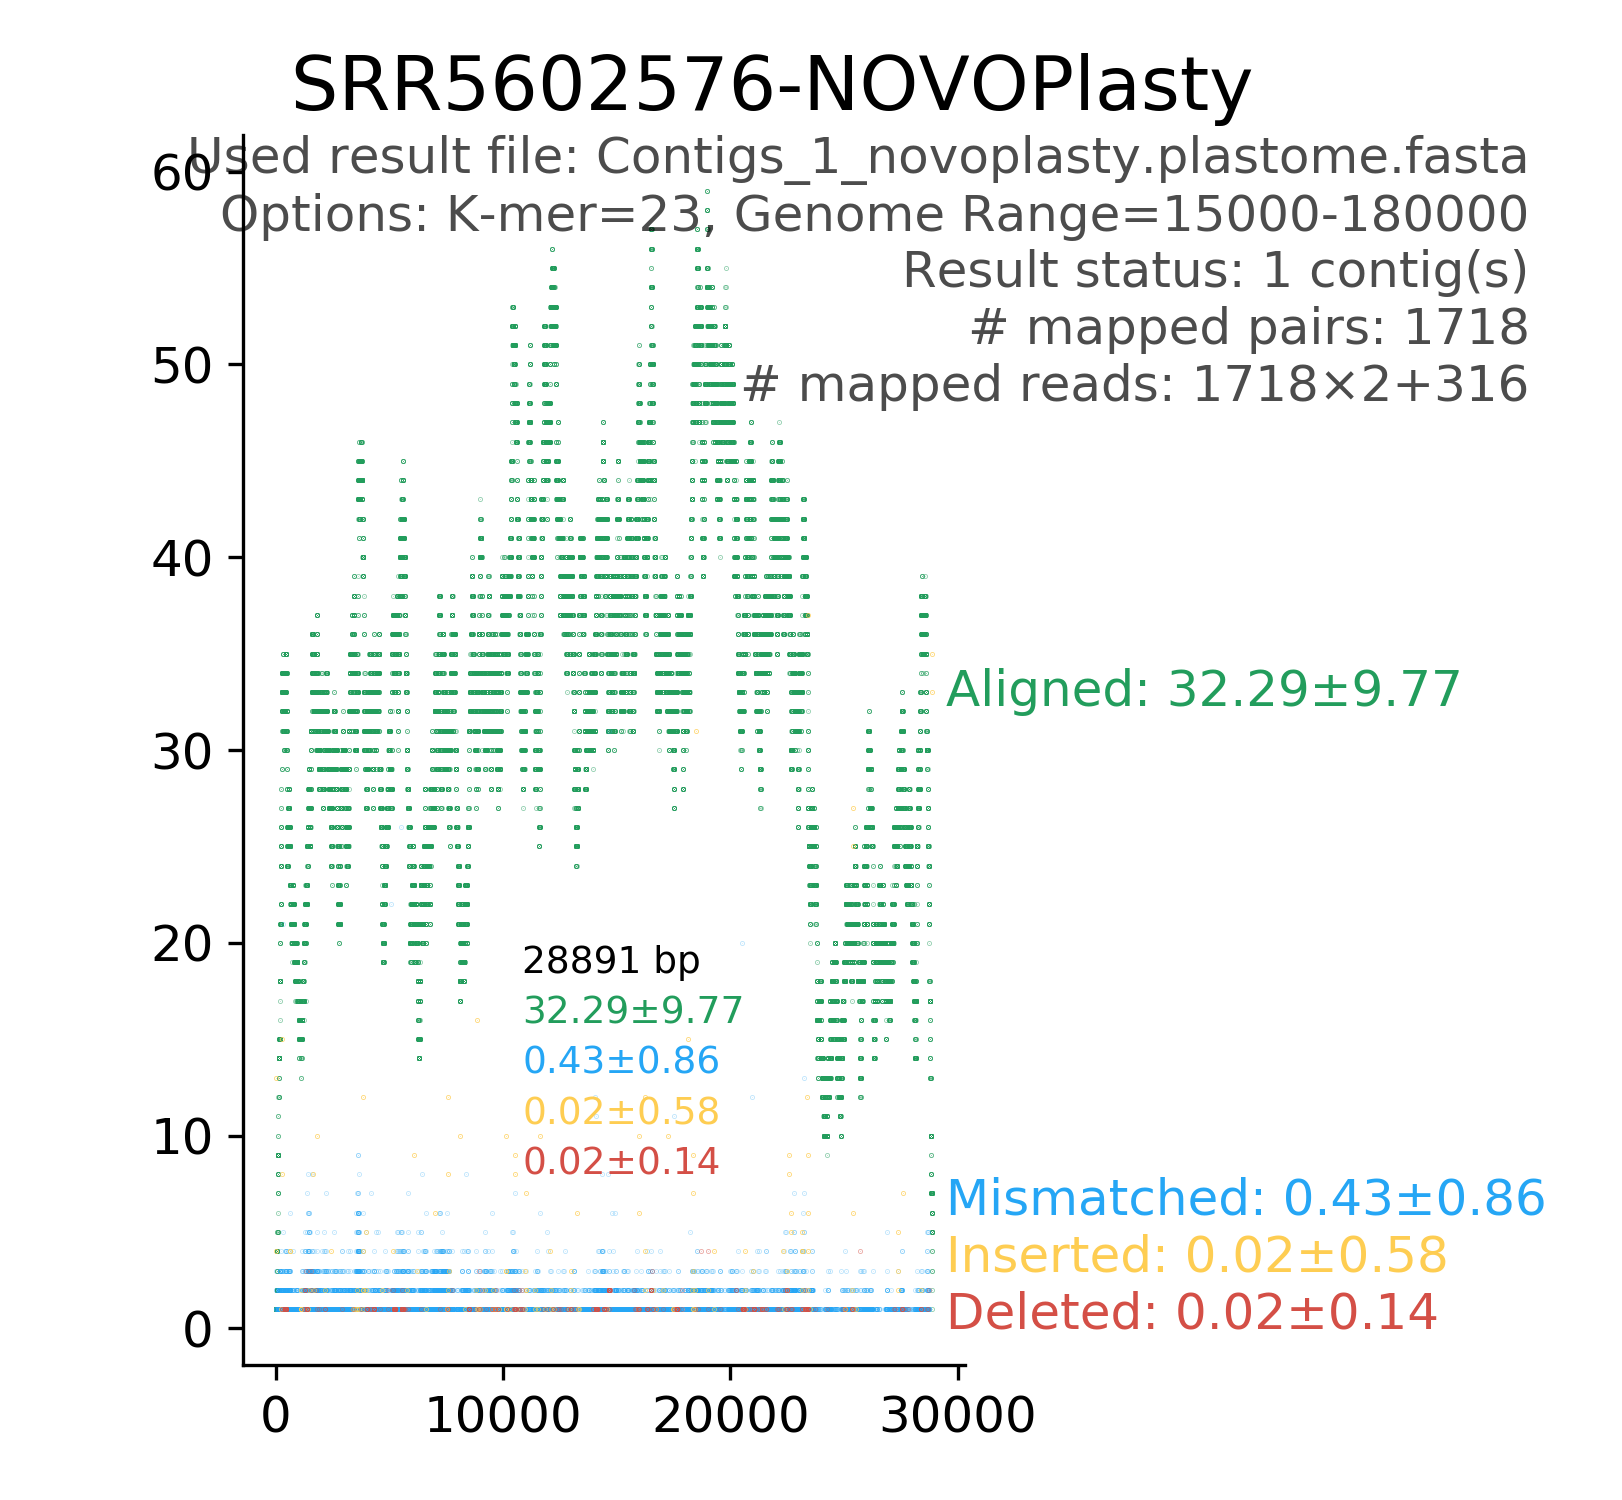 SRR5602576-NOVOPlasty
Used result file: Contigs_1_novoplasty.plastome.fasta
Options: K-mer=23, Genome Range=15000-180000
Result status: 1 contig(s)
# mapped pairs: 1718
# mapped reads: 1718×2+316
60
50
40
30
20
10
0
Aligned: 32.29±9.77
28891 bp
32.29±9.77
0.43±0.86
0.02±0.58
0.02±0.14
Mismatched: 0.43±0.86
Inserted: 0.02±0.58
Deleted: 0.02±0.14
0 10000 20000 30000